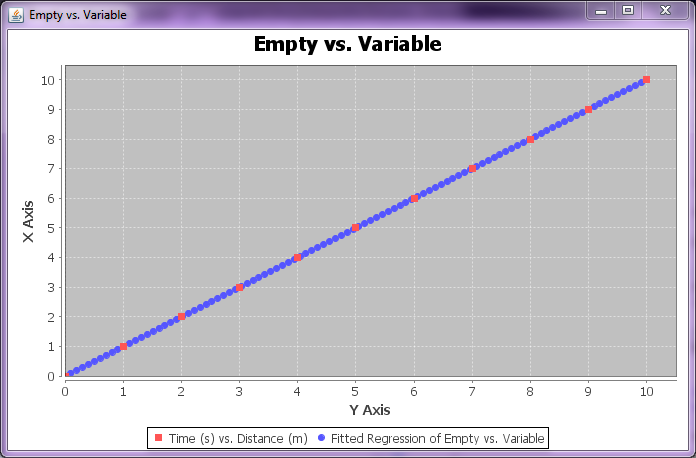 Empty vs. Variable
Empty vs. Variable
X Axis
10
9
8
7
6
5
4
3
2
1
0
0 1 2 3 4 5 6 7 8 9 10
Y Axis
Time (s) vs. Distance (m) Fitted Regression of Empty vs. Variable